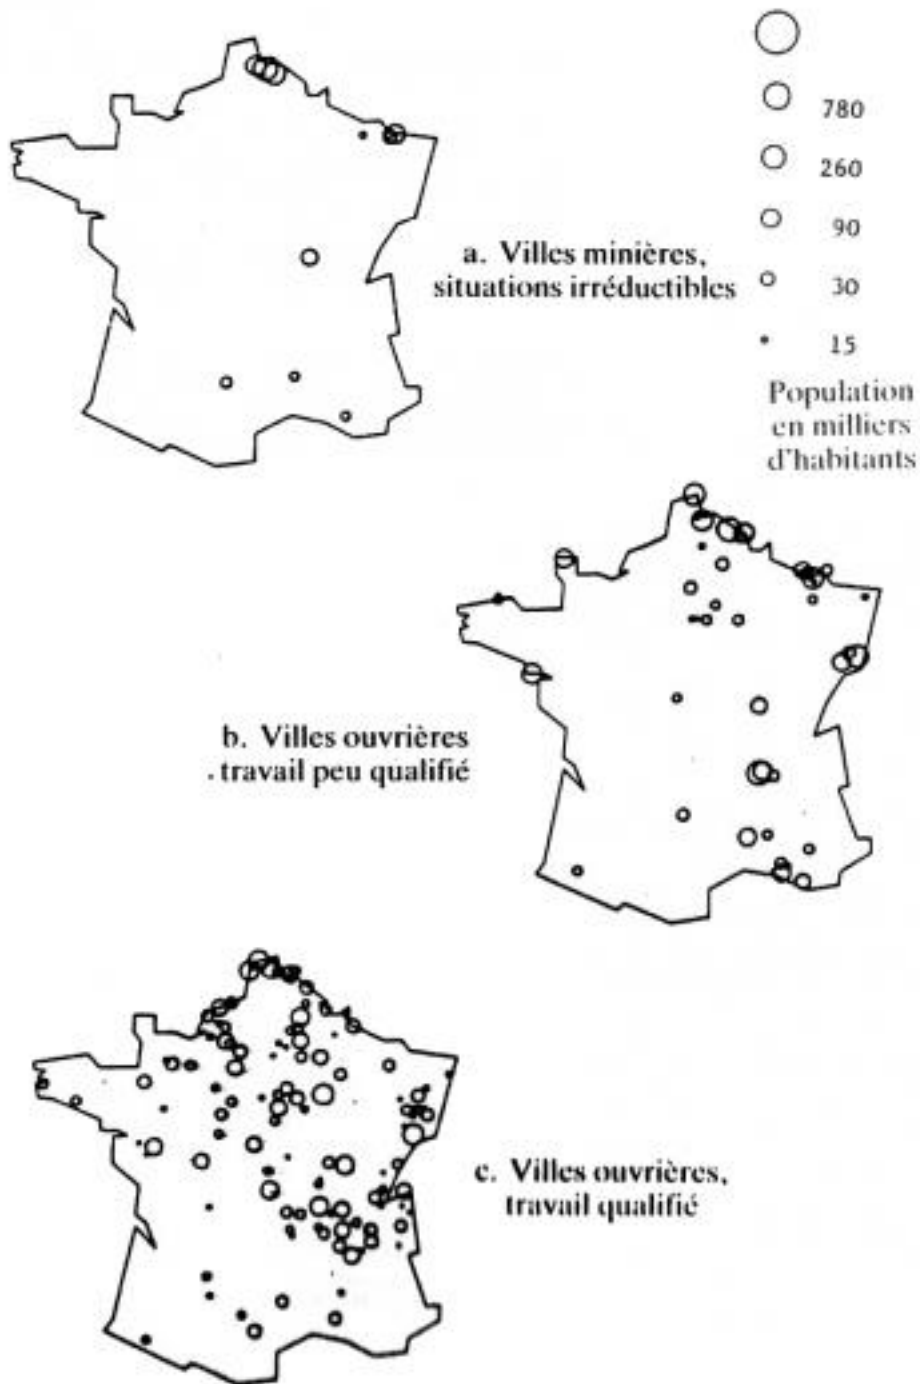 780
260
90
30
15
Population
en milliers
d'habitants
a. Villes minières,
situations irréductibles
b. Villes ouvrières
travail peu qualifié
c. Villes ouvrières,
travail qualifié